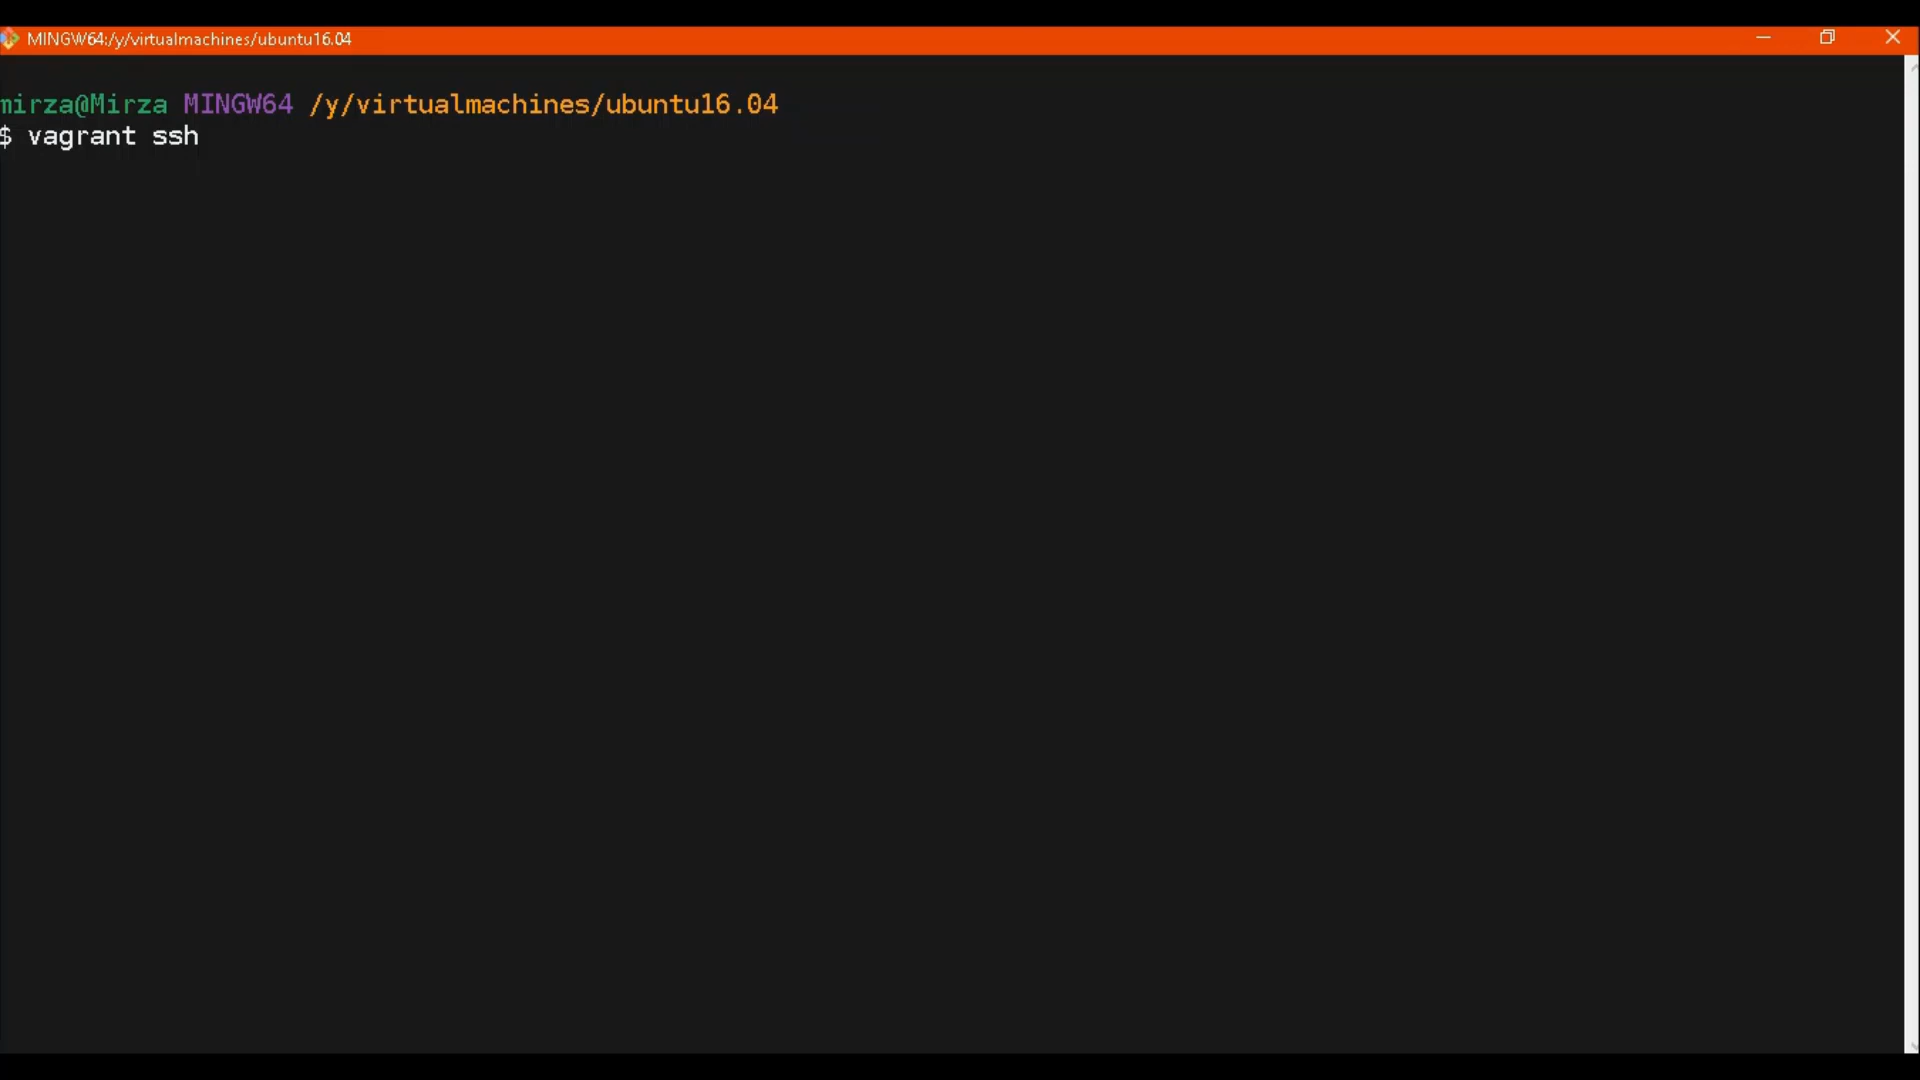 MINGW64:/y/virtualmachines/ubuntu16.04
mirza@Mirza MINGW64 /y/virtualmachines/ubuntu16.04
$ vagrant ssh